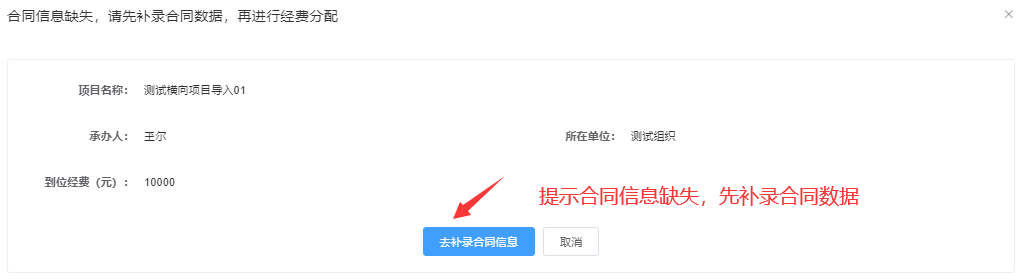 合同信息缺失，请先补录合同数据，再进行经费分配
顶目名称： 测试横向项目导入01
承办人： 王尔 所在单位： 测试组织
到位经费（元）： 10000
提示合同信息缺失，先补录合同数据
去补录合同信息 取消